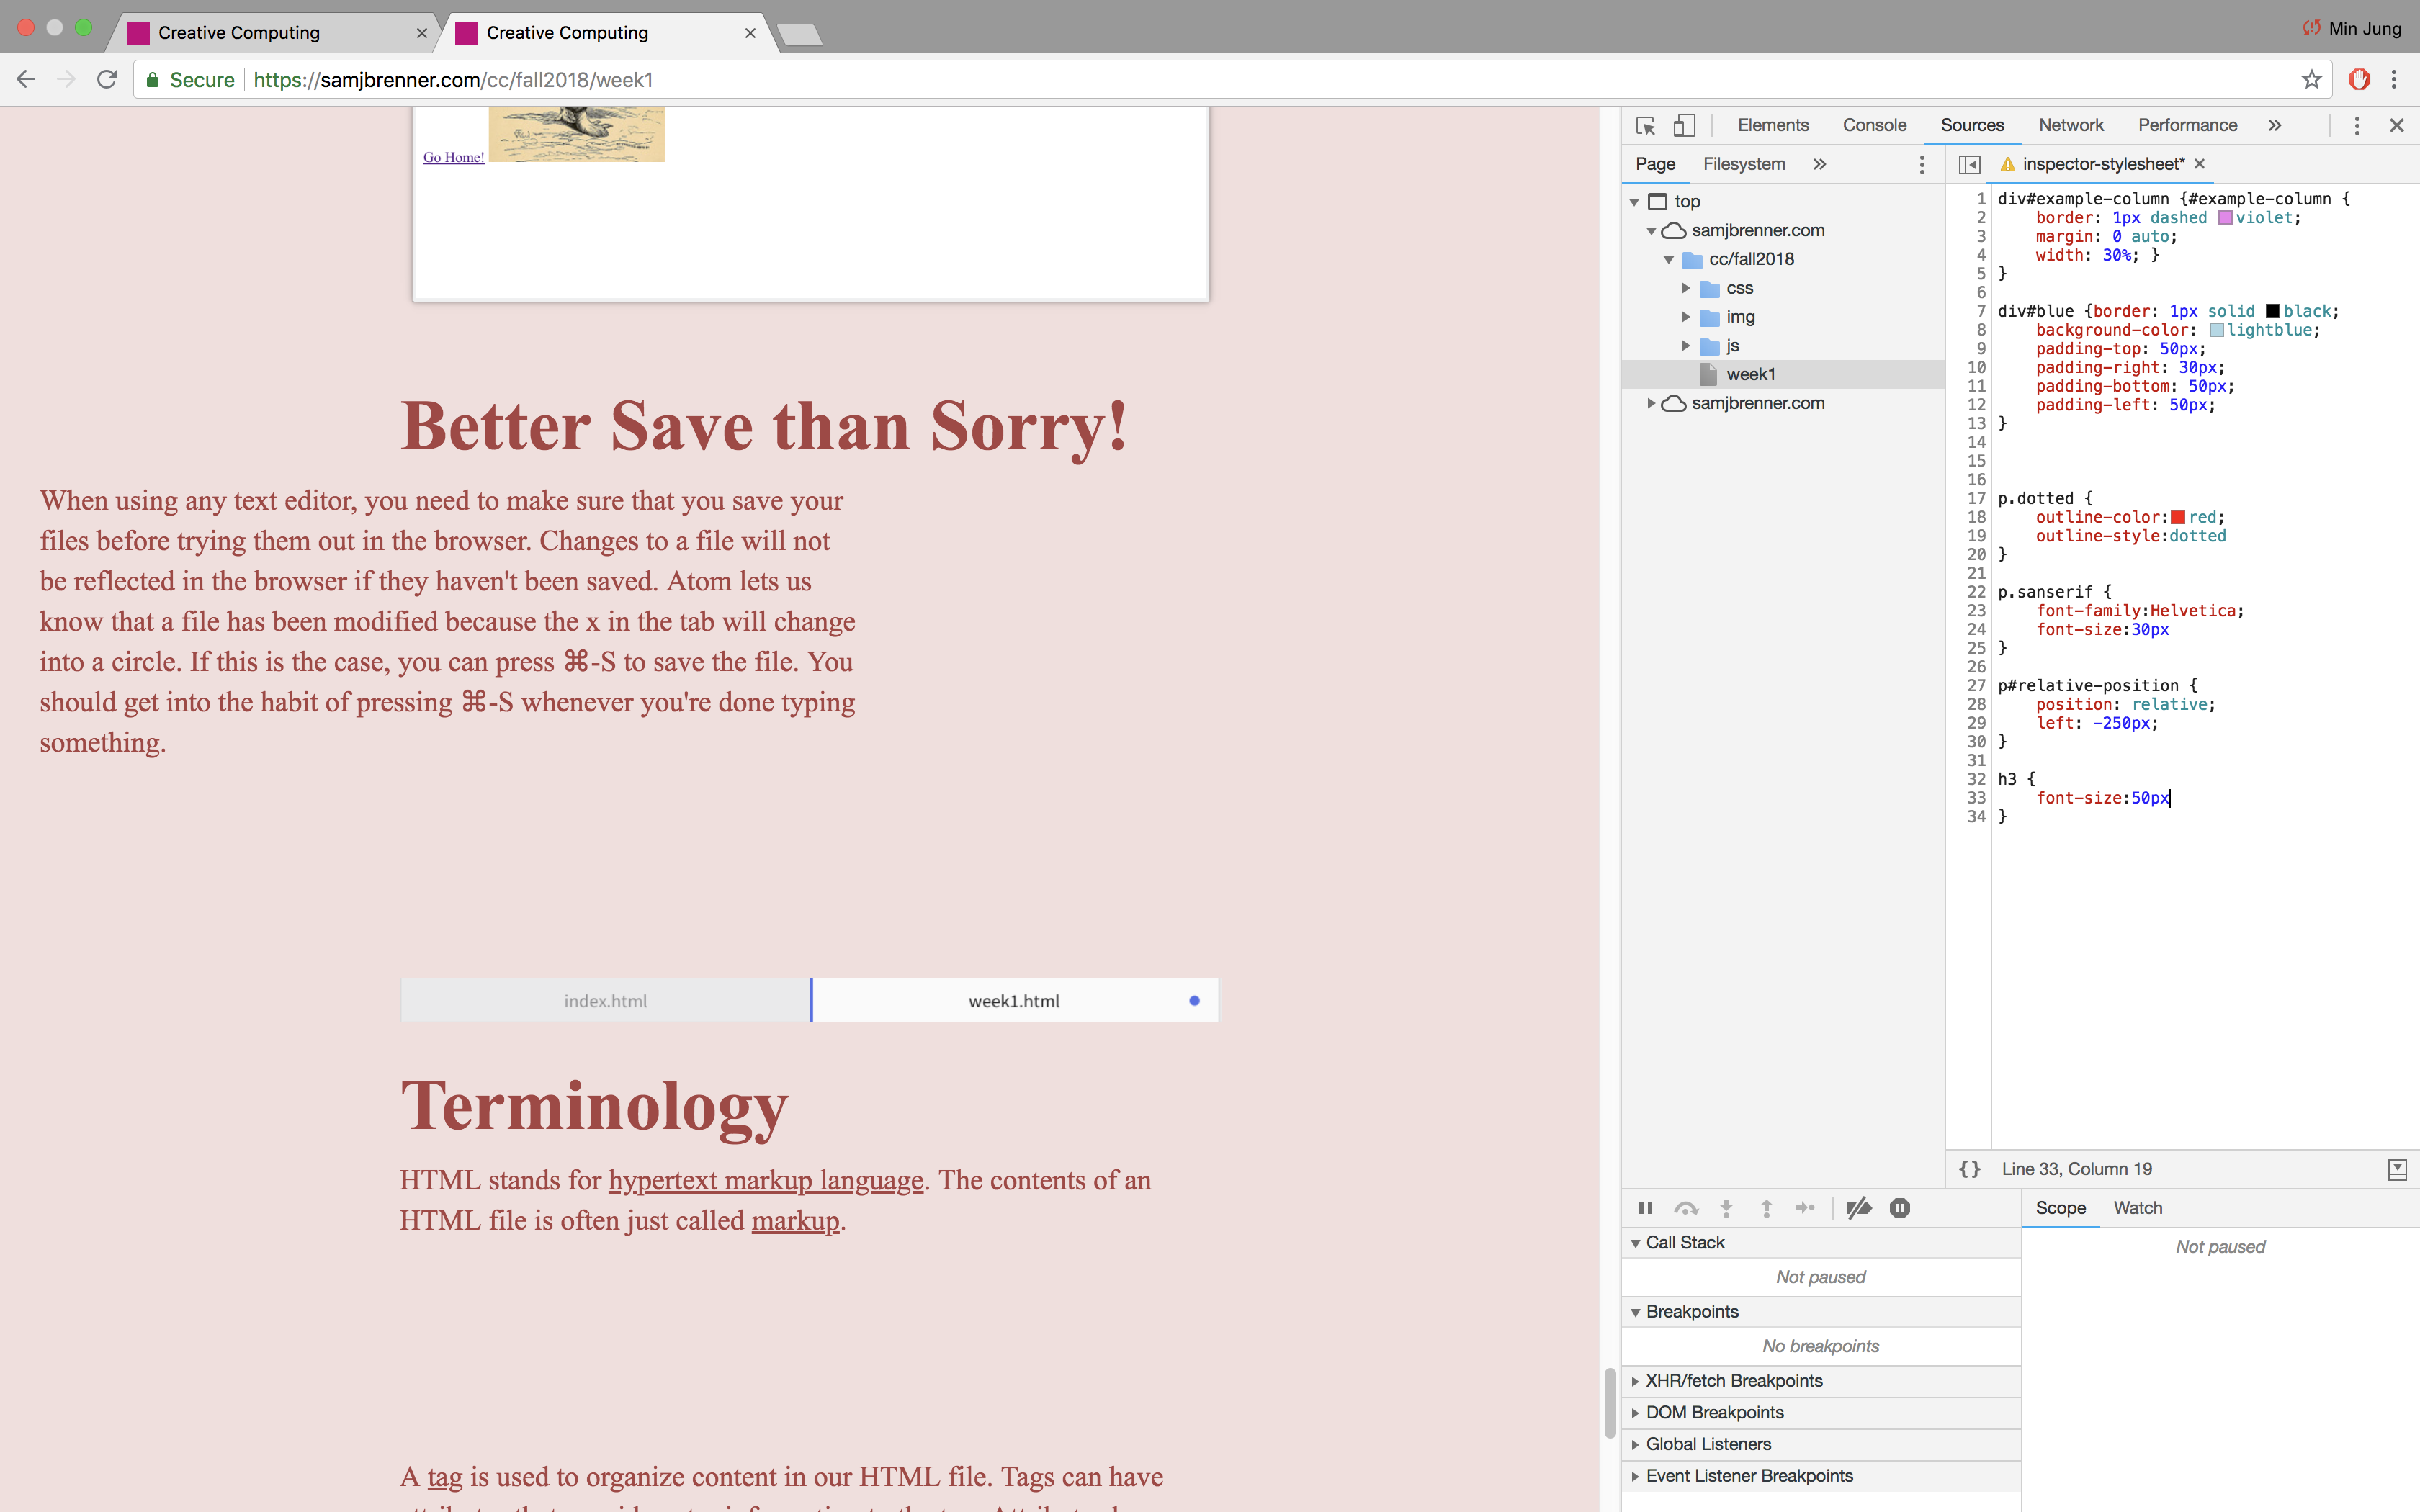 Creative Computing
Creative Computing
Min Jung
Secure https://samjbrenner.com/cc/fall2018/week1
Go Home!
Better Save than Sorry!
When using any text editor, you need to make sure that you save your
files before trying them out in the browser. Changes to a file will not
be reflected in the browser if they haven't been saved. Atom lets us
know that a file has been modified because the x in the tab will change
into a circle. If this is the case, you can press ⌘-S to save the file. You
should get into the habit of pressing ⌘-S whenever you're done typing
something.
index.html
week1.html
Terminology
HTML stands for hypertext markup language. The contents of an
HTML file is often just called markup.
A tag is used to organize content in our HTML file. Tags can have
Elements Console Sources Network Performance »
Page Filesystem »
top
samjbrenner.com
cc/fall2018
css
img
js
week1
samjbrenner.com
inspector-stylesheet*
1 div#example-column {#example-column {
2 border: 1px dashed violet;
3 margin: 0 auto;
4 width: 30%; }
5 }
6
7 div#blue {border: 1px solid black;
8 background-color: lightblue;
9 padding-top: 50px;
10 padding-right: 30px;
11 padding-bottom: 50px;
12 padding-left: 50px;
13 }
14
15
16
17 p.dotted {
18 outline-color:red;
19 outline-style:dotted
20 }
21
22 p.sanserif {
23 font-family:Helvetica;
24 font-size:30px
25 }
26
27 p#relative-position {
28 position: relative;
29 left: -250px;
30 }
31
32 h3 {
33 font-size:50px
34 }
{} Line 33, Column 19
Call Stack
Not paused
Breakpoints
No breakpoints
XHR/fetch Breakpoints
DOM Breakpoints
Global Listeners
Event Listener Breakpoints
Scope Watch
Not paused